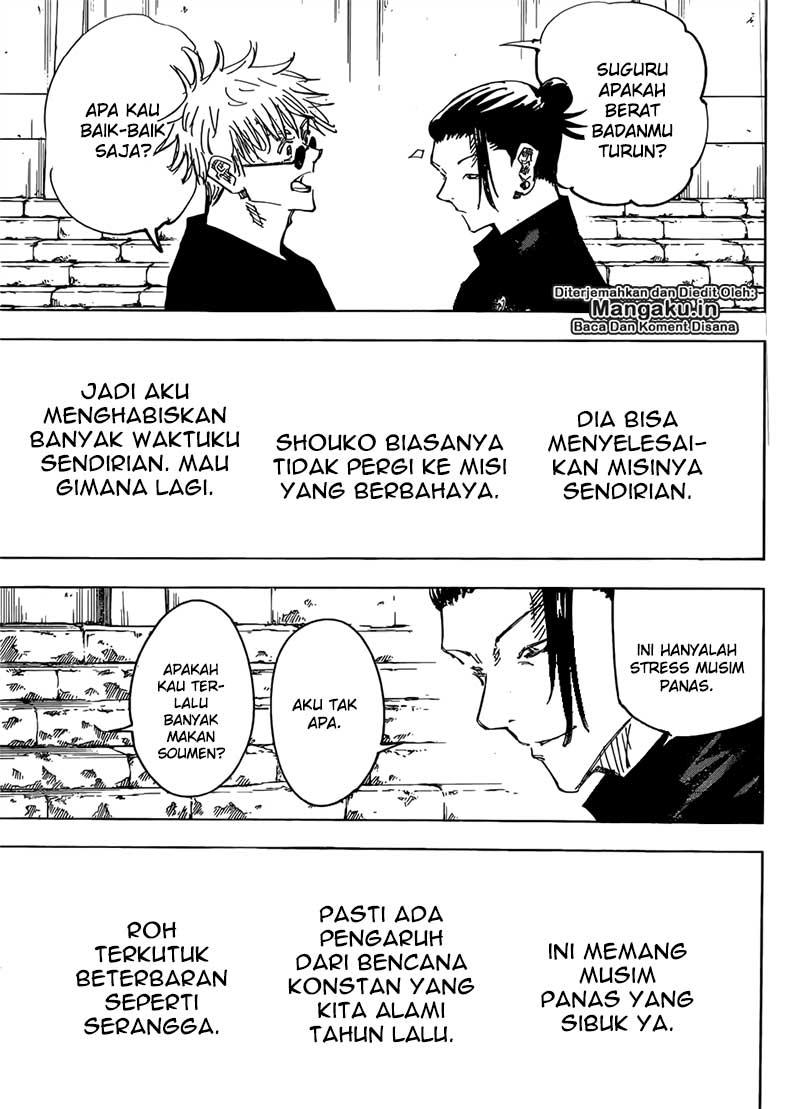 SUGURU
APAKAH
BERAT
BADANMU
TURUN?
APA KAU
BAIK-BAIK
SAJA?
Diterjemahkan dan Diedit Oleh:
Mangaku.in
Baca Dan Koment Disana
DIA BISA
MENYELESAI-
KAN MISINYA
SENDIRIAN.
SHOUKO BIASANYA
TIDAK PERGI KE MISI
YANG BERBAHAYA.
JADI AKU
MENGHABISKAN
BANYAK WAKTUKU
SENDIRIAN. MAU
GIMANA LAGI.
INI HANYALAH
STRESS MUSIM
PANAS.
AKU TAK
APA.
APAKAH
KAU TER-
LALU
BANYAK
MAKAN
SOUMEN?
INI MEMANG
MUSIM
PANAS YANG
SIBUK YA.
PASTI ADA
PENGARUH
DARI BENCANA
KONSTAN YANG
KITA ALAMI
TAHUN LALU.
ROH
TERKUTUK
BETERBARAN
SEPERTI
SERANGGA.